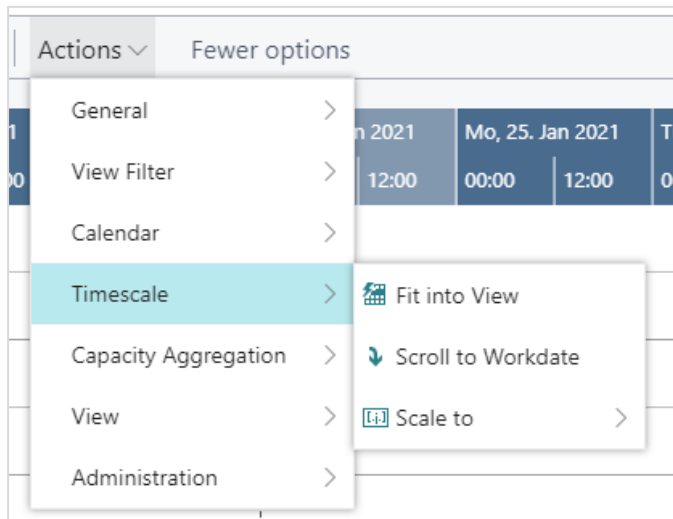 Actions Fewer options
General
n 2021 Mo, 25. Jan 2021
View Filter
12:00 00:00 12:00
Calendar
Timescale
Fit into View
Capacity Aggregation
Scroll to Workdate
View
Scale to
Administration